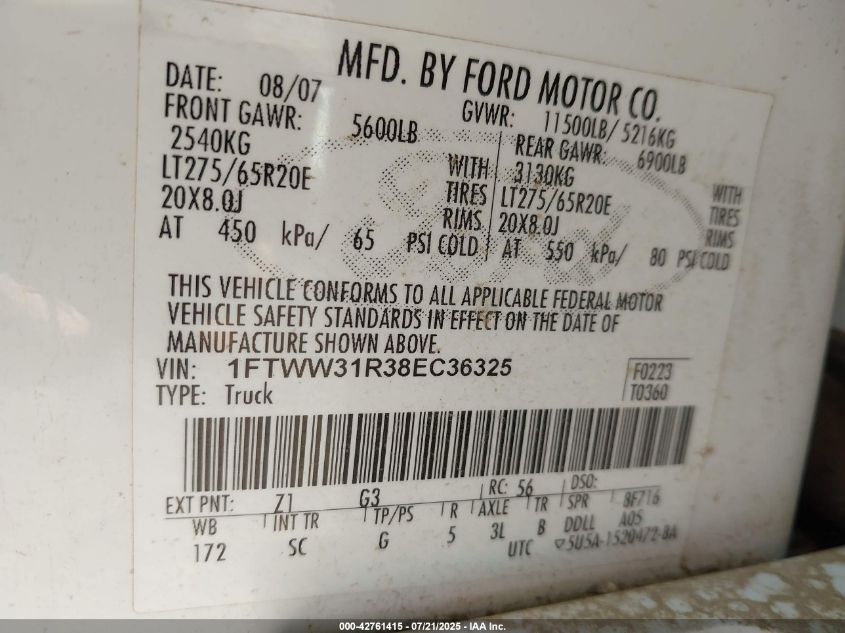 MFD. BY FORD MOTOR CO.
DATE: 08/07 GVWR: 11500LB/ 5216KG
FRONT GAWR: 5600LB REAR GAWR: 6900LB
2540KG WITH 3130KG WITH
LT275/65R20E TIRES LT275/65R20E TIRES
20X8.0J RIMS 20X8.0J RIMS
AT 450 kPa/ 65 PSI COLD AT 550 kPa/ 80 PSI COLD
THIS VEHICLE CONFORMS TO ALL APPLICABLE FEDERAL MOTOR
VEHICLE SAFETY STANDARDS IN EFFECT ON THE DATE OF
MANUFACTURE SHOWN ABOVE.
VIN: 1FTWW31R38EC36325 F0223
TYPE: Truck T0360
EXT PNT: Z1 G3 RC: 56 DSO:
WB INT TR TP/PS R AXLE TR SPR 8F716
172 SC G 5 3L B DDLL A05
UTC ▽5U5A-1520472-BA
000-42761415 - 07/21/2025 - IAA Inc.